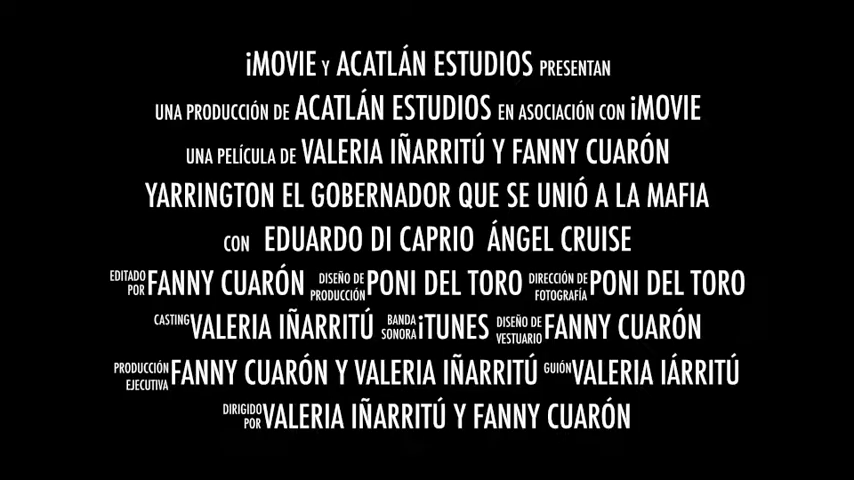 iMOVIE Y ACATLÁN ESTUDIOS PRESENTAN
UNA PRODUCCIÓN DE ACATLÁN ESTUDIOS EN ASOCIACIÓN CON iMOVIE
UNA PELÍCULA DE VALERIA IÑARRITÚ Y FANNY CUARÓN
YARRINGTON EL GOBERNADOR QUE SE UNIÓ A LA MAFIA
CON EDUARDO DI CAPRIO ÁNGEL CRUISE
EDITADO POR FANNY CUARÓN DISEÑO DE PRODUCCIÓN PONI DEL TORO DIRECCIÓN DE FOTOGRAFÍA PONI DEL TORO
CASTING VALERIA IÑARRITÚ BANDA SONORA iTUNES DISEÑO DE VESTUARIO FANNY CUARÓN
PRODUCCIÓN EJECUTIVA FANNY CUARÓN Y VALERIA IÑARRITÚ GUIÓN VALERIA IÁRRITÚ
DIRIGIDO POR VALERIA IÑARRITÚ Y FANNY CUARÓN